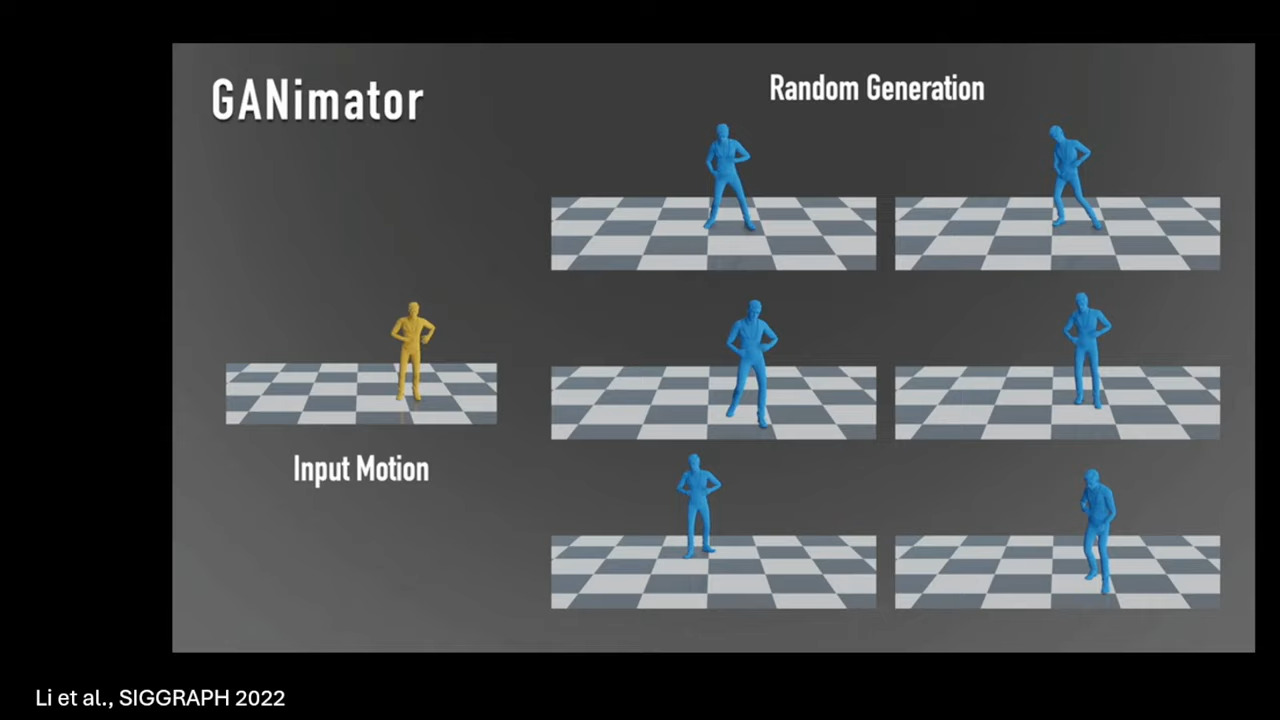 GANimator
Random Generation
Input Motion
Li et al., SIGGRAPH 2022